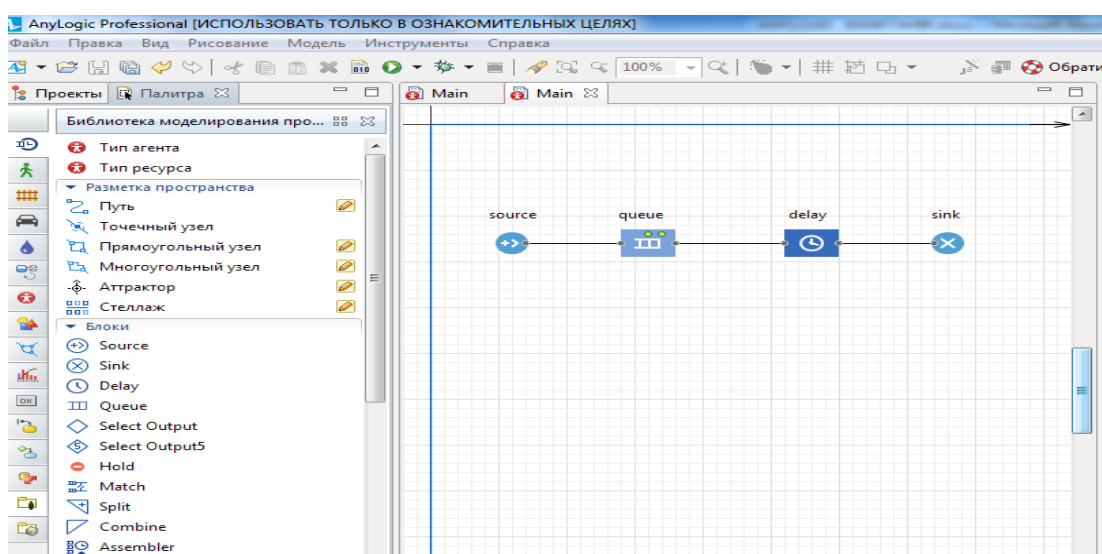 AnyLogic Professional [ИСПОЛЬЗОВАТЬ ТОЛЬКО В ОЗНАКОМИТЕЛЬНЫХ ЦЕЛЯХ]
Файл Правка Вид Рисование Модель Инструменты Справка
100% Обрати
Проекты Палитра Main Main
Библиотека моделирования про...
Тип агента
Тип ресурса
Разметка пространства
Путь
Точечный узел
Прямоугольный узел
Многоугольный узел
Аттрактор
Стеллаж
Блоки
Source
Sink
Delay
Queue
Select Output
Select Output5
Hold
Match
Split
Combine
Assembler
OK
source queue delay sink